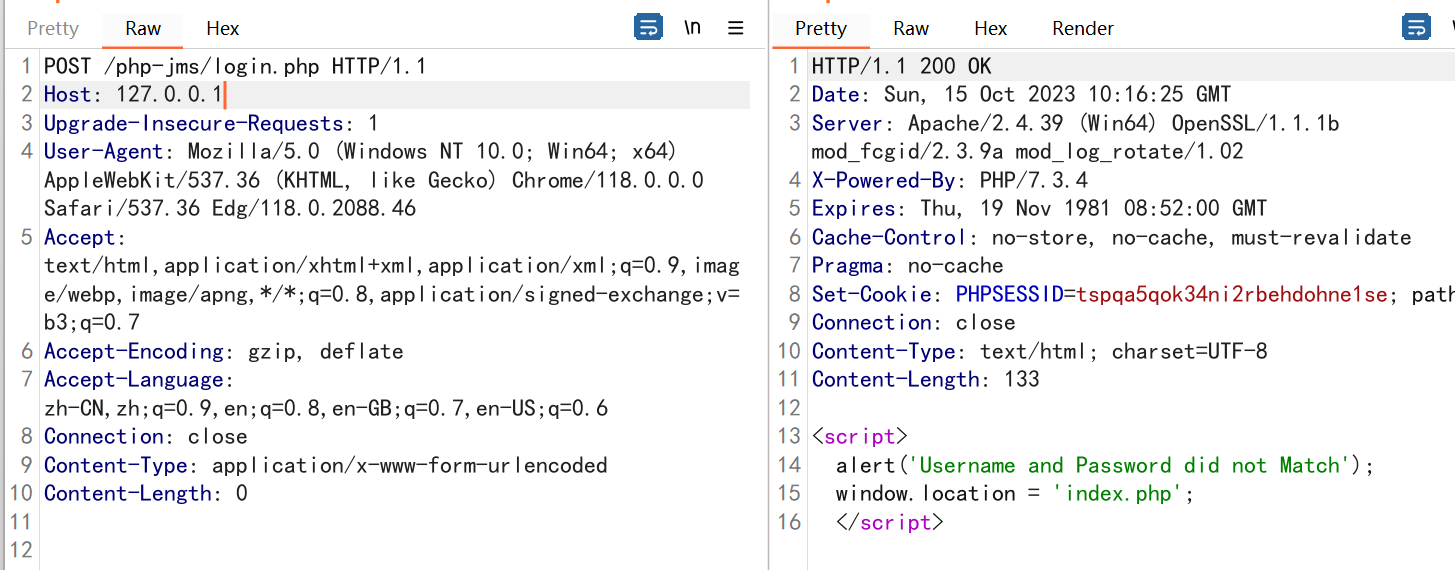 Pretty Raw Hex \n
1 POST /php-jms/login.php HTTP/1.1
2 Host: 127.0.0.1
3 Upgrade-Insecure-Requests: 1
4 User-Agent: Mozilla/5.0 (Windows NT 10.0; Win64; x64)
AppleWebKit/537.36 (KHTML, like Gecko) Chrome/118.0.0.0
Safari/537.36 Edg/118.0.2088.46
5 Accept:
text/html,application/xhtml+xml,application/xml;q=0.9,imag
e/webp,image/apng,*/*;q=0.8,application/signed-exchange;v=
b3;q=0.7
6 Accept-Encoding: gzip, deflate
7 Accept-Language:
zh-CN,zh;q=0.9,en;q=0.8,en-GB;q=0.7,en-US;q=0.6
8 Connection: close
9 Content-Type: application/x-www-form-urlencoded
10 Content-Length: 0
11
12
Pretty Raw Hex Render
1 HTTP/1.1 200 OK
2 Date: Sun, 15 Oct 2023 10:16:25 GMT
3 Server: Apache/2.4.39 (Win64) OpenSSL/1.1.1b
mod_fcgid/2.3.9a mod_log_rotate/1.02
4 X-Powered-By: PHP/7.3.4
5 Expires: Thu, 19 Nov 1981 08:52:00 GMT
6 Cache-Control: no-store, no-cache, must-revalidate
7 Pragma: no-cache
8 Set-Cookie: PHPSESSID=tspqa5qok34ni2rbehdohne1se; path
9 Connection: close
10 Content-Type: text/html; charset=UTF-8
11 Content-Length: 133
12
13 <script>
14 alert('Username and Password did not Match');
15 window.location = 'index.php';
16 </script>